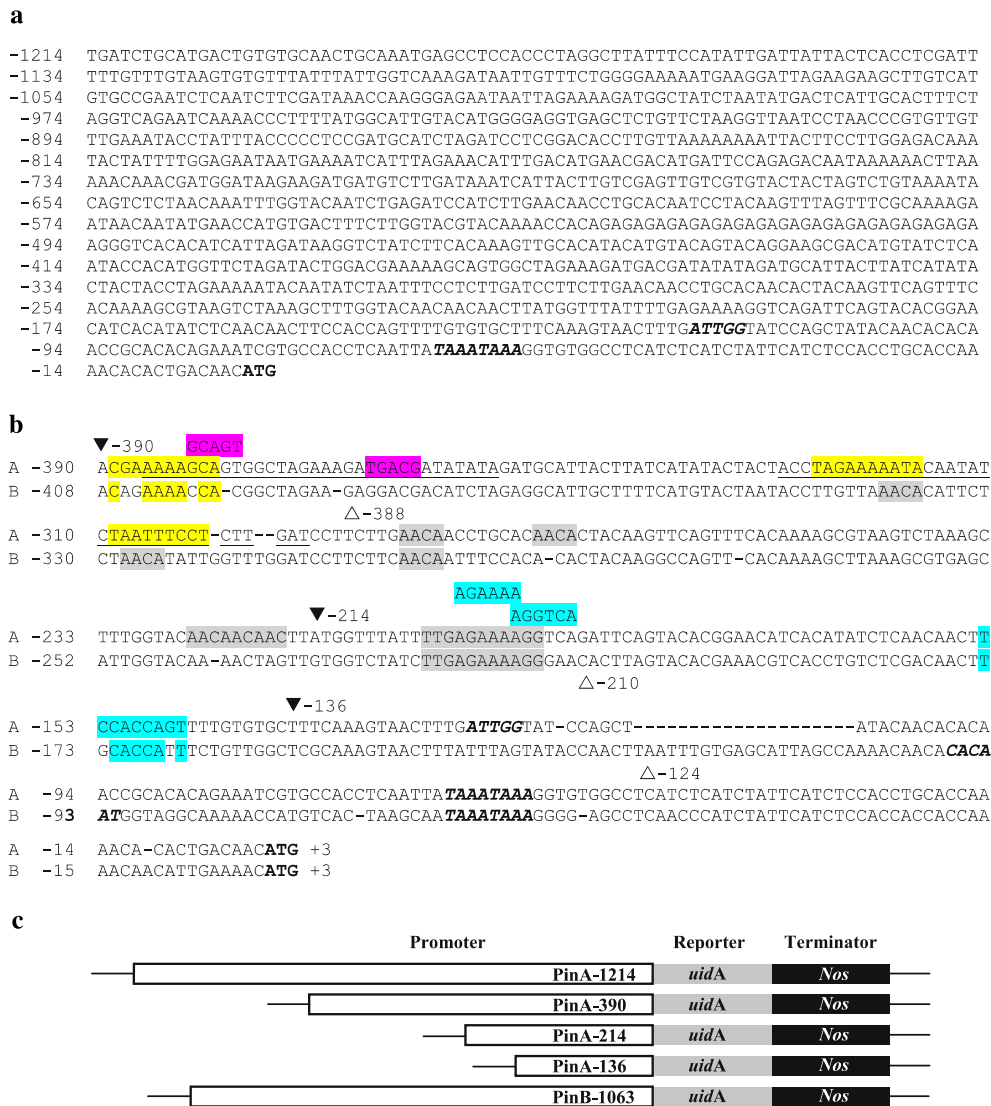 a
-1214 TGATCTGCATGACTGTGTGCAACTGCAAATGAGCCTCCACCCTAGGCTTATTTCCATATTGATTATTACTCACCTCGATT
-1134 TTTGTTTGTAAGTGTGTTTATTTATTGGTCAAAGATAATTGTTTCTGGGGAAAAATGAAGGATTAGAAGAAGCTTGTCAT
-1054 GTGCCGAATCTCAATCTTCGATAAACCAAGGGAGAATAATTAGAAAAGATGGCTATCTAATATGACTCATTGCACTTTCT
-974 AGGTCAGAATCAAAACCCTTTTATGGCATTGTACATGGGGAGGTGAGCTCTGTTCTAAGGTTAATCCTAACCCGTGTTGT
-894 TTGAAATACCTATTTACCCCCTCCGATGCATCTAGATCCTCGGACACCTTGTTAAAAAAAATTACTTCCTTGGAGACAAA
-814 TACTATTTTGGAGAATAATGAAAATCATTTAGAAACATTTGACATGAACGACATGATTCCAGAGACAATAAAAAACTTAA
-734 AAACAAACGATGGATAAGAAGATGATGTCTTGATAAATCATTACTTGTCGAGTTGTCGTGTACTACTAGTCTGTAAAATA
-654 CAGTCTCTAACAAATTTGGTACAATCTGAGATCCATCTTGAACAACCTGCACAATCCTACAAGTTTAGTTTCGCAAAAGA
-574 ATAACAATATGAACCATGTGACTTTCTTGGTACGTACAAAACCACAGAGAGAGAGAGAGAGAGAGAGAGAGAGAGAGAGA
-494 AGGGTCACACATCATTAGATAAGGTCTATCTTCACAAAGTTGCACATACATGTACAGTACAGGAAGCGACATGTATCTCA
-414 ATACCACATGGTTCTAGATACTGGACGAAAAAGCAGTGGCTAGAAAGATGACGATATATAGATGCATTACTTATCATATA
-334 CTACTACCTAGAAAAATACAATATCTAATTTCCTCTTGATCCTTCTTGAACAACCTGCACAACACTACAAGTTCAGTTTC
-254 ACAAAAGCGTAAGTCTAAAGCTTTGGTACAACAACAACTTATGGTTTATTTTGAGAAAAGGTCAGATTCAGTACACGGAA
-174 CATCACATATCTCAACAACTTCCACCAGTTTTGTGTGCTTTCAAAGTAACTTTGATTGGTATCCAGCTATACAACACACA
-94 ACCGCACACAGAAATCGTGCCACCTCAATTATAAATAAAGGTGTGGCCTCATCTCATCTATTCATCTCCACCTGCACCAA
-14 AACACACTGACAACATG
b
▼-390 GCAGT
A -390 ACGAAAAAGCAGTGGCTAGAAAGATGACGATATATAGATGCATTACTTATCATATACTACTACCTAGAAAAATACAATAT
B -408 ACAGAAAACCA-CGGCTAGAA-GAGGACGACATCTAGAGGCATTGCTTTTCATGTACTAATACCTTGTTAAACACATTCT
△-388
A -310 CTAATTTCCT-CTT--GATCCTTCTTGAACAACCTGCACAACACTACAAGTTCAGTTTCACAAAAGCGTAAGTCTAAAGC
B -330 CTAACATATTGGTTTGGATCCTTCTTCAACAATTTCCACA-CACTACAAGGCCAGTT-CACAAAAGCTTAAAGCGTGAGC
AGAAAA
▼-214 AGGTCA
A -233 TTTGGTACAACAACAACTTATGGTTTATTTTGAGAAAAGGTCAGATTCAGTACACGGAACATCACATATCTCAACAACTT
B -252 ATTGGTACAA-AACTAGTTGTGGTCTATCTTGAGAAAAGGGAACACTTAGTACACGAAACGTCACCTGTCTCGACAACTT
△-210
▼-136
A -153 CCACCAGTTTTGTGTGCTTTCAAAGTAACTTTGATTGGTAT-CCAGCT--------------------ATACAACACACA
B -173 GCACCATTTCTGTTGGCTCGCAAAGTAACTTTATTTAGTATACCAACTTAATTTGTGAGCATTAGCCAAAACAACACACA
△-124
A -94 ACCGCACACAGAAATCGTGCCACCTCAATTATAAATAAAGGTGTGGCCTCATCTCATCTATTCATCTCCACCTGCACCAA
B -93 ATGGTAGGCAAAAACCATGTCAC-TAAGCAATAAATAAAGGGG-AGCCTCAACCCATCTATTCATCTCCACCACCACCAA
A -14 AACA-CACTGACAACATG +3
B -15 AACAACATTGAAAACATG +3
c
Promoter Reporter Terminator
PinA-1214 uidA Nos
PinA-390 uidA Nos
PinA-214 uidA Nos
PinA-136 uidA Nos
PinB-1063 uidA Nos